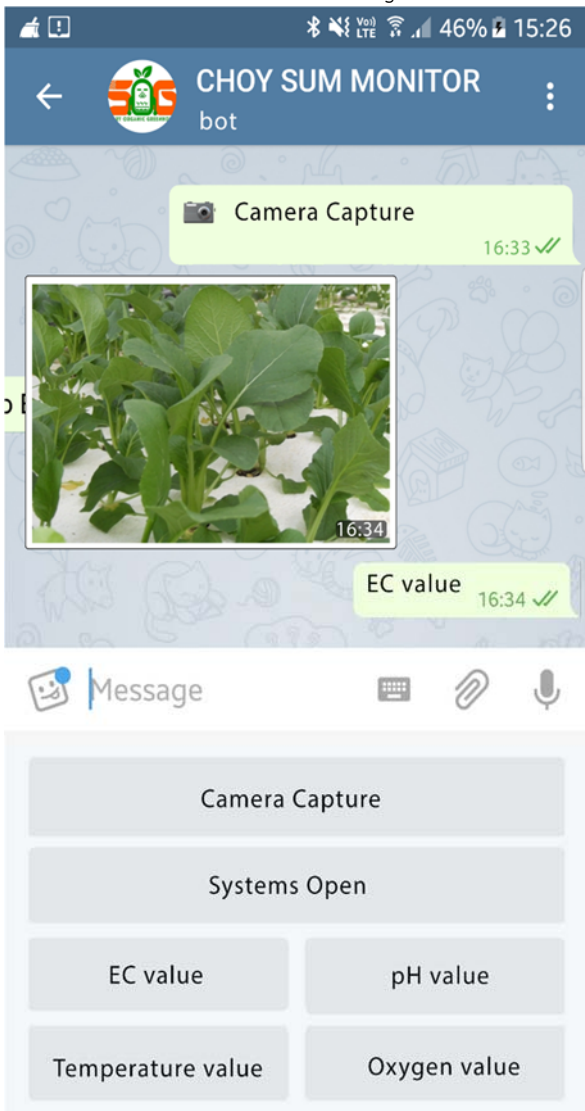 46% 15:26
CHOY SUM MONITOR
bot
Camera Capture
16:33
16:34
EC value
16:34
Message
Camera Capture
Systems Open
EC value
pH value
Temperature value
Oxygen value